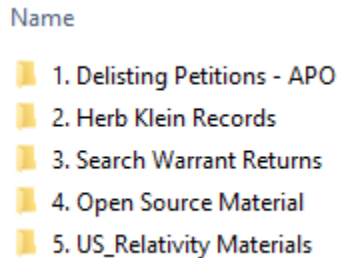 Name
1. Delisting Petitions - APO
2. Herb Klein Records
3. Search Warrant Returns
4. Open Source Material
5. US_Relativity Materials